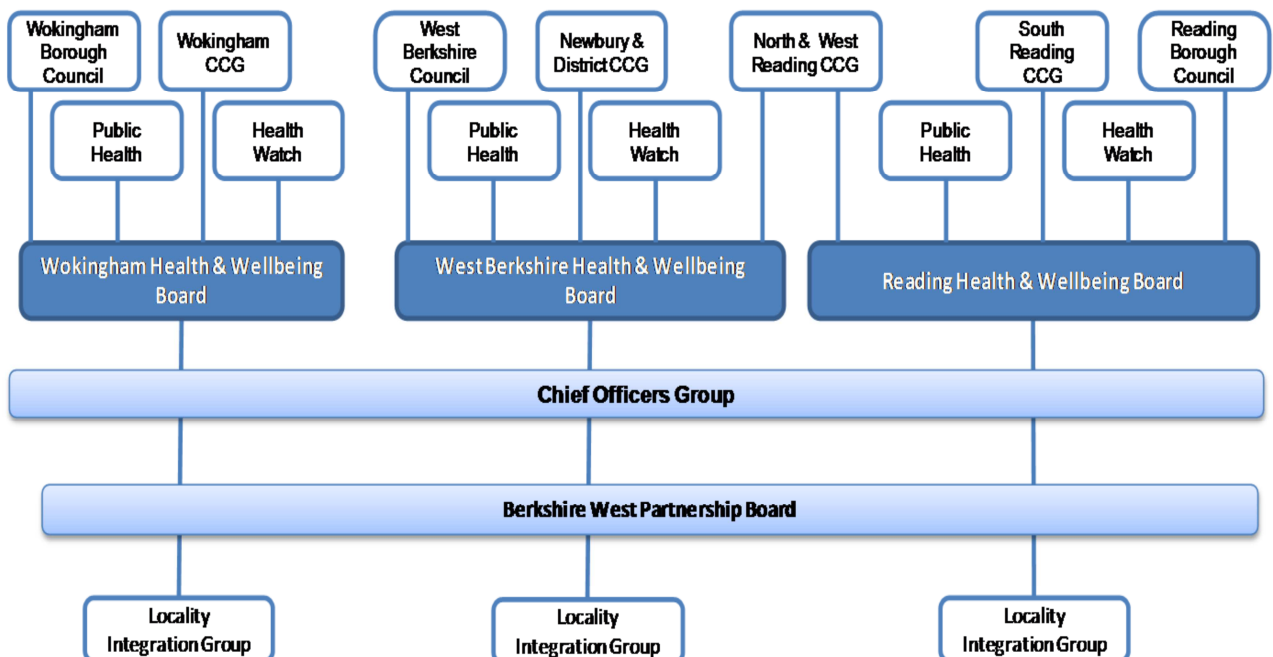 Wokingham
Borough
Council
Wokingham
CCG
West
Berkshire
Council
Newbury &
District CCG
North & West
Reading CCG
South
Reading
CCG
Reading
Borough
Council
Public
Health
Health
Watch
Public
Health
Health
Watch
Public
Health
Health
Watch
Wokingham Health & Wellbeing
Board
West Berkshire Health & Wellbeing
Board
Reading Health & Wellbeing Board
Chief Officers Group
Berkshire West Partnership Board
Locality
Integration Group
Locality
Integration Group
Locality
Integration Group